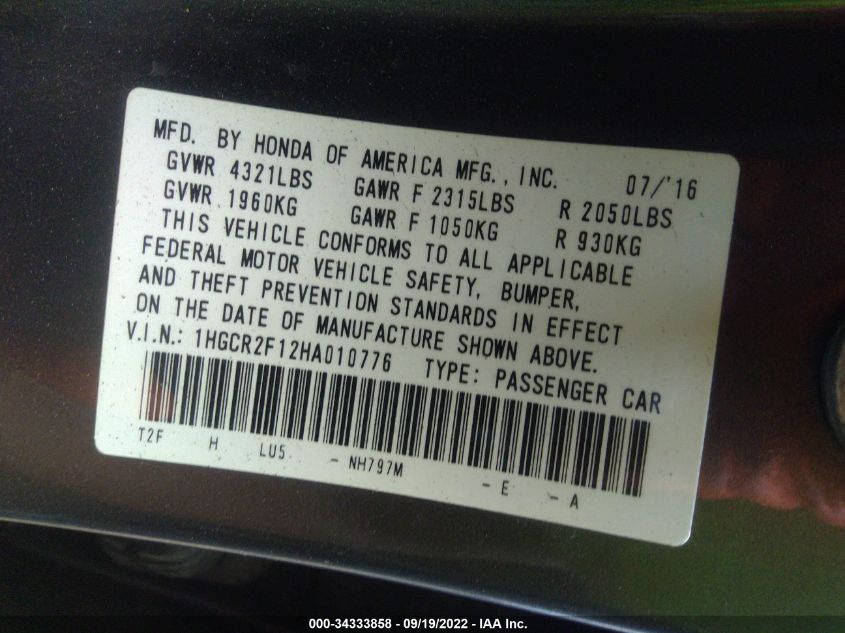 MFD. BY HONDA OF AMERICA MFG., INC. 07/'16
GVWR 4321LBS GAWR F 2315LBS R 2050LBS
GVWR 1960KG GAWR F 1050KG R 930KG
THIS VEHICLE CONFORMS TO ALL APPLICABLE
FEDERAL MOTOR VEHICLE SAFETY, BUMPER,
AND THEFT PREVENTION STANDARDS IN EFFECT
ON THE DATE OF MANUFACTURE SHOWN ABOVE.
V.I.N.: 1HGCR2F12HA010776 TYPE: PASSENGER CAR
T2F H LU5 - NH797M - E - A
000-34333858 - 09/19/2022 - IAA Inc.